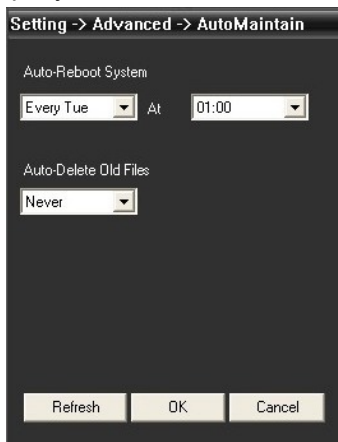 Setting -> Advanced -> AutoMaintain
Auto-Reboot System
Every Tue At 01:00
Auto-Delete Old Files
Never
Refresh OK Cancel